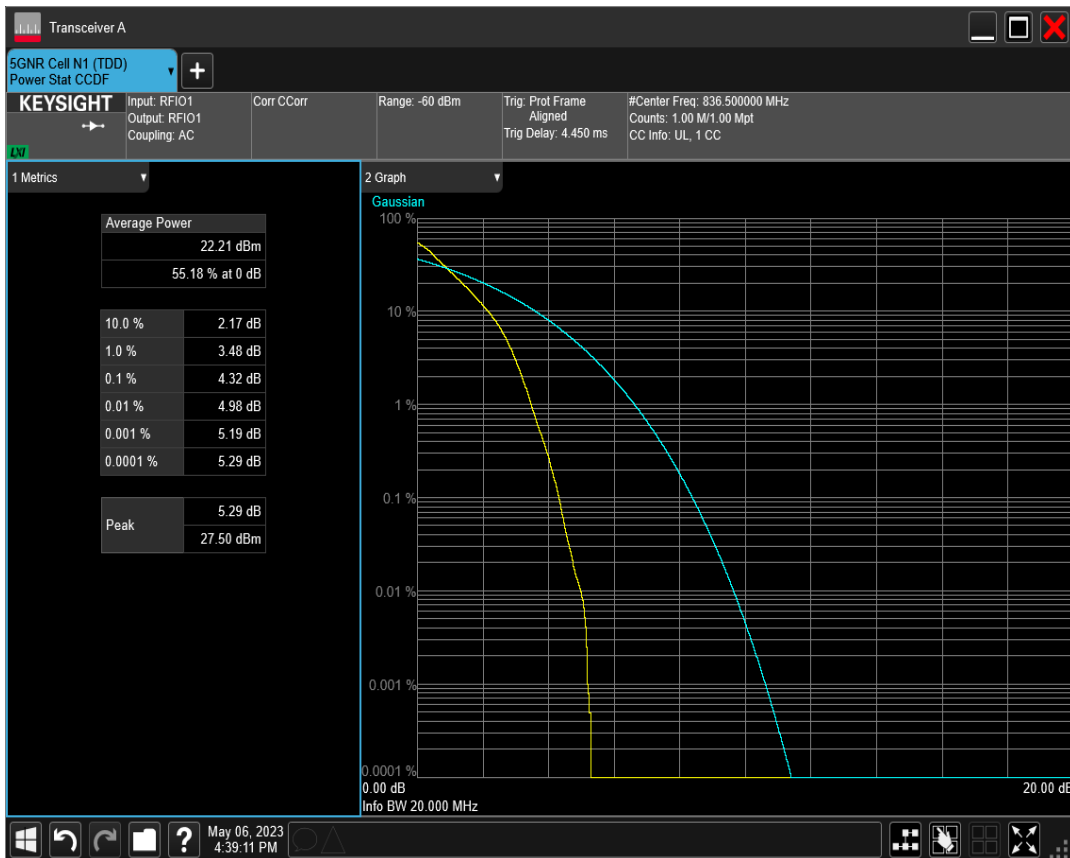 Transceiver A
5GNR Cell N1 (TDD)
Power Stat CCDF
KEYSIGHT
LXI
Input: RFIO1
Output: RFIO1
Coupling: AC
Corr CCorr
Range: -60 dBm
Trig: Prot Frame
Aligned
Trig Delay: 4.450 ms
#Center Freq: 836.500000 MHz
Counts: 1.00 M/1.00 Mpt
CC Info: UL, 1 CC
1 Metrics
Average Power
22.21 dBm
55.18 % at 0 dB
10.0 % 2.17 dB
1.0 % 3.48 dB
0.1 % 4.32 dB
0.01 % 4.98 dB
0.001 % 5.19 dB
0.0001 % 5.29 dB
Peak
5.29 dB
27.50 dBm
2 Graph
Gaussian
100 %
10 %
1 %
0.1 %
0.01 %
0.001 %
0.0001 %
0.00 dB 20.00 dB
Info BW 20.000 MHz
? May 06, 2023
4:39:11 PM